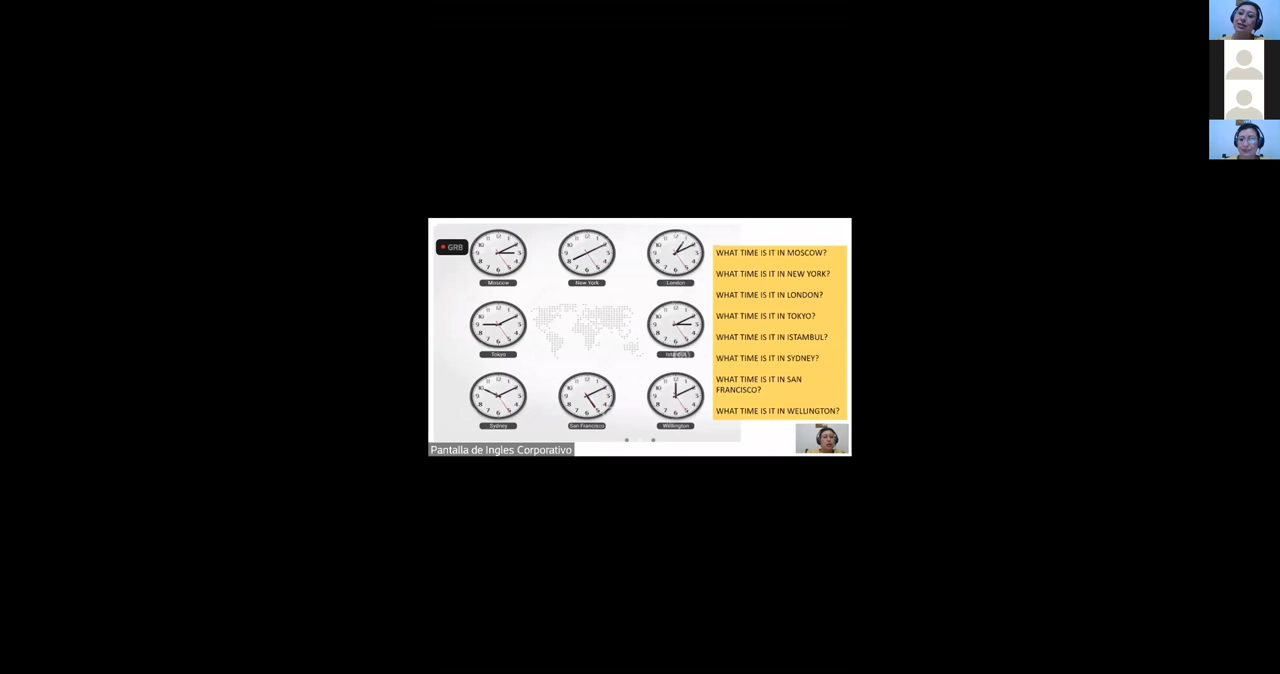 GRB
Moscow
New York
London
Tokyo
Sydney
San Francisco
Wellington
WHAT TIME IS IT IN MOSCOW?
WHAT TIME IS IT IN NEW YORK?
WHAT TIME IS IT IN LONDON?
WHAT TIME IS IT IN TOKYO?
WHAT TIME IS IT IN ISTAMBUL?
WHAT TIME IS IT IN SYDNEY?
WHAT TIME IS IT IN SAN
FRANCISCO?
WHAT TIME IS IT IN WELLINGTON?
Pantalla de Ingles Corporativo